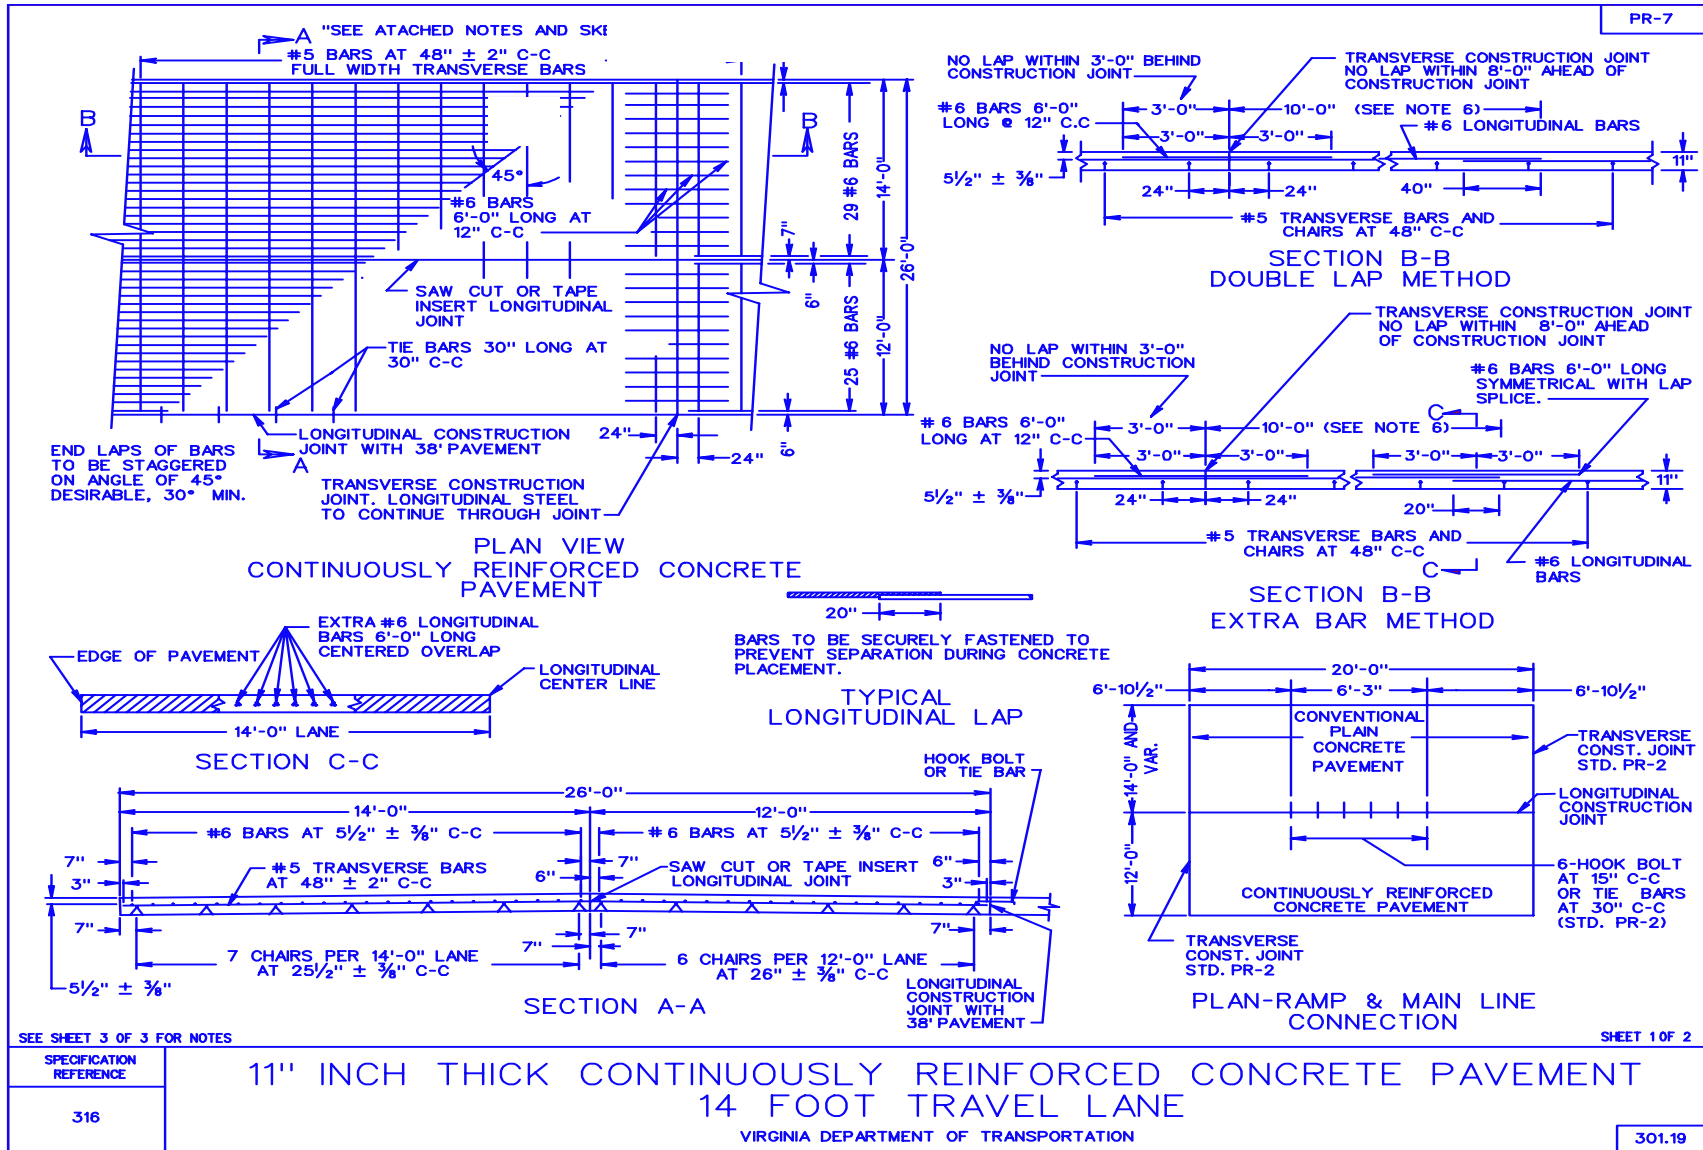 PR-7
A "SEE ATACHED NOTES AND SKE
#5 BARS AT 48" ± 2" C-C
FULL WIDTH TRANSVERSE BARS
B
B
45°
#6 BARS
6'-0" LONG AT
12" C-C
SAW CUT OR TAPE
INSERT LONGITUDINAL
JOINT
TIE BARS 30" LONG AT
30" C-C
29 #6 BARS
14'-0"
7"
6"
26'-0"
25 #6 BARS
12'-0"
6"
24"
24"
LONGITUDINAL CONSTRUCTION
JOINT WITH 38' PAVEMENT
A
END LAPS OF BARS
TO BE STAGGERED
ON ANGLE OF 45°
DESIRABLE, 30° MIN.
TRANSVERSE CONSTRUCTION
JOINT. LONGITUDINAL STEEL
TO CONTINUE THROUGH JOINT
PLAN VIEW
CONTINUOUSLY REINFORCED CONCRETE
PAVEMENT
NO LAP WITHIN 3'-0" BEHIND
CONSTRUCTION JOINT
TRANSVERSE CONSTRUCTION JOINT
NO LAP WITHIN 8'-0" AHEAD OF
CONSTRUCTION JOINT
#6 BARS 6'-0"
LONG @ 12" C.C
3'-0"
10'-0" (SEE NOTE 6)
3'-0"
3'-0"
#6 LONGITUDINAL BARS
11"
5½" ± ⅜"
24"
24"
40"
#5 TRANSVERSE BARS AND
CHAIRS AT 48" C-C
SECTION B-B
DOUBLE LAP METHOD
TRANSVERSE CONSTRUCTION JOINT
NO LAP WITHIN 8'-0" AHEAD
OF CONSTRUCTION JOINT
NO LAP WITHIN 3'-0"
BEHIND CONSTRUCTION
JOINT
#6 BARS 6'-0" LONG
SYMMETRICAL WITH LAP
SPLICE.
#6 BARS 6'-0"
LONG AT 12" C-C
3'-0"
10'-0" (SEE NOTE 6)
C
3'-0"
3'-0"
3'-0"
3'-0"
11"
5½" ± ⅜"
24"
24"
20"
#5 TRANSVERSE BARS AND
CHAIRS AT 48" C-C
C
#6 LONGITUDINAL
BARS
SECTION B-B
EXTRA BAR METHOD
EXTRA #6 LONGITUDINAL
BARS 6'-0" LONG
CENTERED OVERLAP
EDGE OF PAVEMENT
LONGITUDINAL
CENTER LINE
14'-0" LANE
SECTION C-C
20"
BARS TO BE SECURELY FASTENED TO
PREVENT SEPARATION DURING CONCRETE
PLACEMENT.
TYPICAL
LONGITUDINAL LAP
HOOK BOLT
OR TIE BAR
26'-0"
14'-0"
12'-0"
#6 BARS AT 5½" ± ⅜" C-C
#6 BARS AT 5½" ± ⅜" C-C
7"
3"
#5 TRANSVERSE BARS
AT 48" ± 2" C-C
7"
6"
SAW CUT OR TAPE INSERT
LONGITUDINAL JOINT
6"
3"
7"
7"
7"
7"
7 CHAIRS PER 14'-0" LANE
AT 25½" ± ⅜" C-C
6 CHAIRS PER 12'-0" LANE
AT 26" ± ⅜" C-C
5½" ± ⅜"
LONGITUDINAL
CONSTRUCTION
JOINT WITH
38' PAVEMENT
SECTION A-A
20'-0"
6'-10½"
6'-3"
6'-10½"
14'-0" AND
VAR.
12'-0"
CONVENTIONAL
PLAIN
CONCRETE
PAVEMENT
TRANSVERSE
CONST. JOINT
STD. PR-2
LONGITUDINAL
CONSTRUCTION
JOINT
6-HOOK BOLT
AT 15" C-C
OR TIE BARS
AT 30" C-C
(STD. PR-2)
CONTINUOUSLY REINFORCED
CONCRETE PAVEMENT
TRANSVERSE
CONST. JOINT
STD. PR-2
PLAN-RAMP & MAIN LINE
CONNECTION
SEE SHEET 3 OF 3 FOR NOTES
SHEET 1 OF 2
SPECIFICATION
REFERENCE
316
11" INCH THICK CONTINUOUSLY REINFORCED CONCRETE PAVEMENT
14 FOOT TRAVEL LANE
VIRGINIA DEPARTMENT OF TRANSPORTATION
301.19